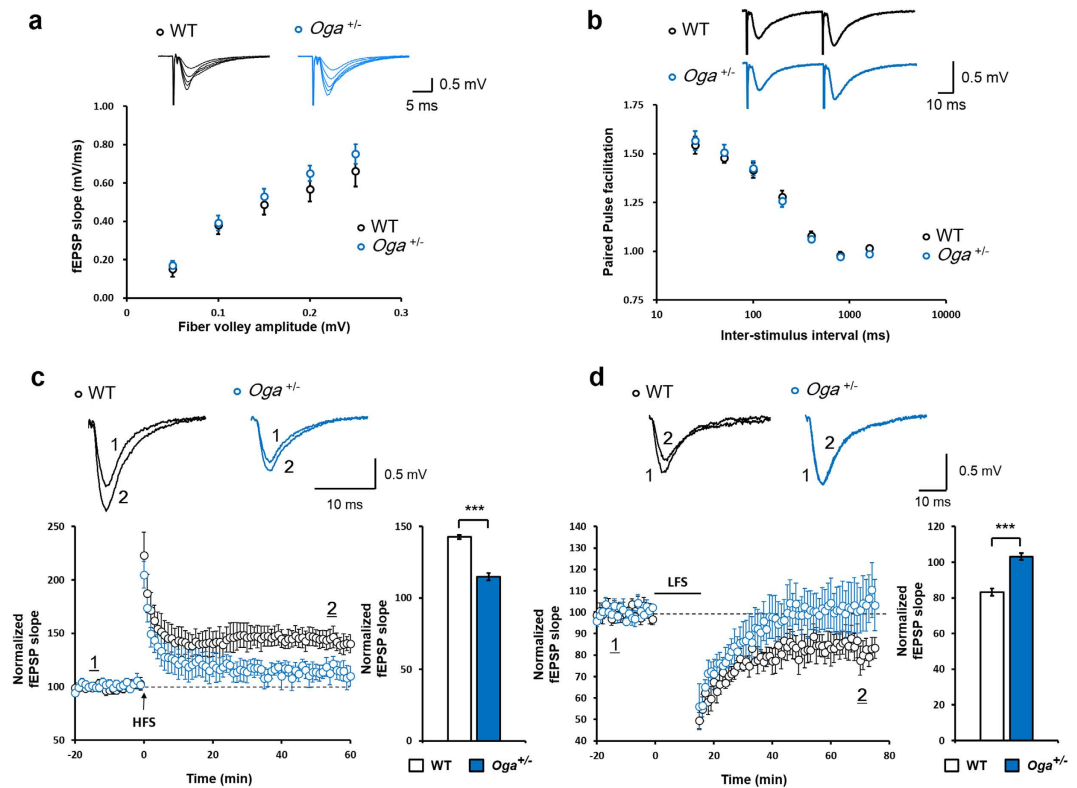 a
WT
Oga +/-
0.5 mV
5 ms
fEPSP slope (mV/ms)
1.00
0.80
0.60
0.40
0.20
0.00
0
0.1
0.2
0.3
Fiber volley amplitude (mV)
WT
Oga +/-
b
WT
Oga +/-
0.5 mV
10 ms
Paired Pulse facilitation
1.75
1.50
1.25
1.00
0.75
10
100
1000
10000
Inter-stimulus interval (ms)
WT
Oga +/-
c
WT
Oga +/-
1
2
1
2
0.5 mV
10 ms
Normalized
fEPSP slope
250
200
150
100
50
-20
0
20
40
60
Time (min)
1
2
HFS
Normalized
fEPSP slope
150
100
50
0
***
WT
Oga+/-
d
WT
Oga +/-
2
1
2
1
0.5 mV
10 ms
Normalized
fEPSP slope
140
130
120
110
100
90
80
70
60
50
40
-20
0
20
40
60
80
Time (min)
LFS
1
2
Normalized
fEPSP slope
120
100
80
60
40
20
0
***
WT
Oga+/-